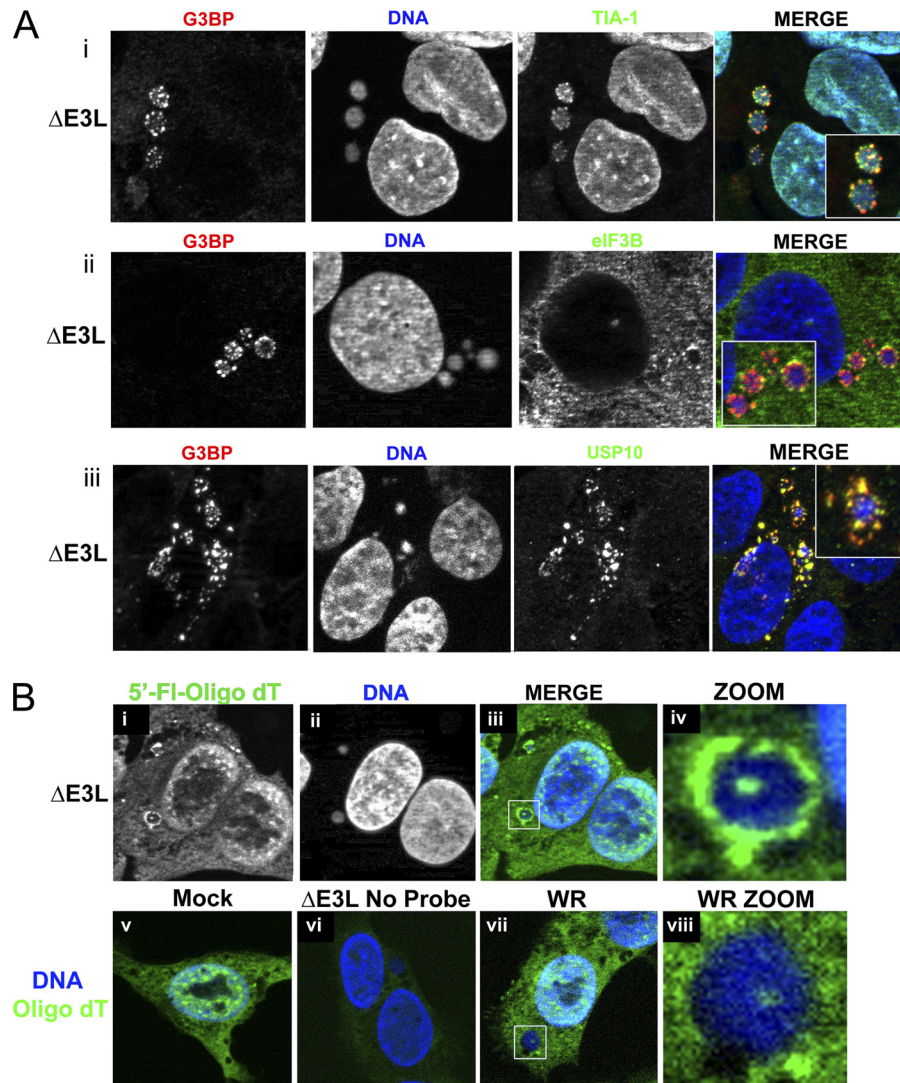 A
G3BP DNA TIA-1 MERGE
i
ΔE3L
G3BP DNA eIF3B MERGE
ii
ΔE3L
G3BP DNA USP10 MERGE
iii
ΔE3L
B
5'-Fl-Oligo dT DNA MERGE ZOOM
i ii iii iv
ΔE3L
Mock ΔE3L No Probe WR WR ZOOM
v vi vii viii
DNA
Oligo dT